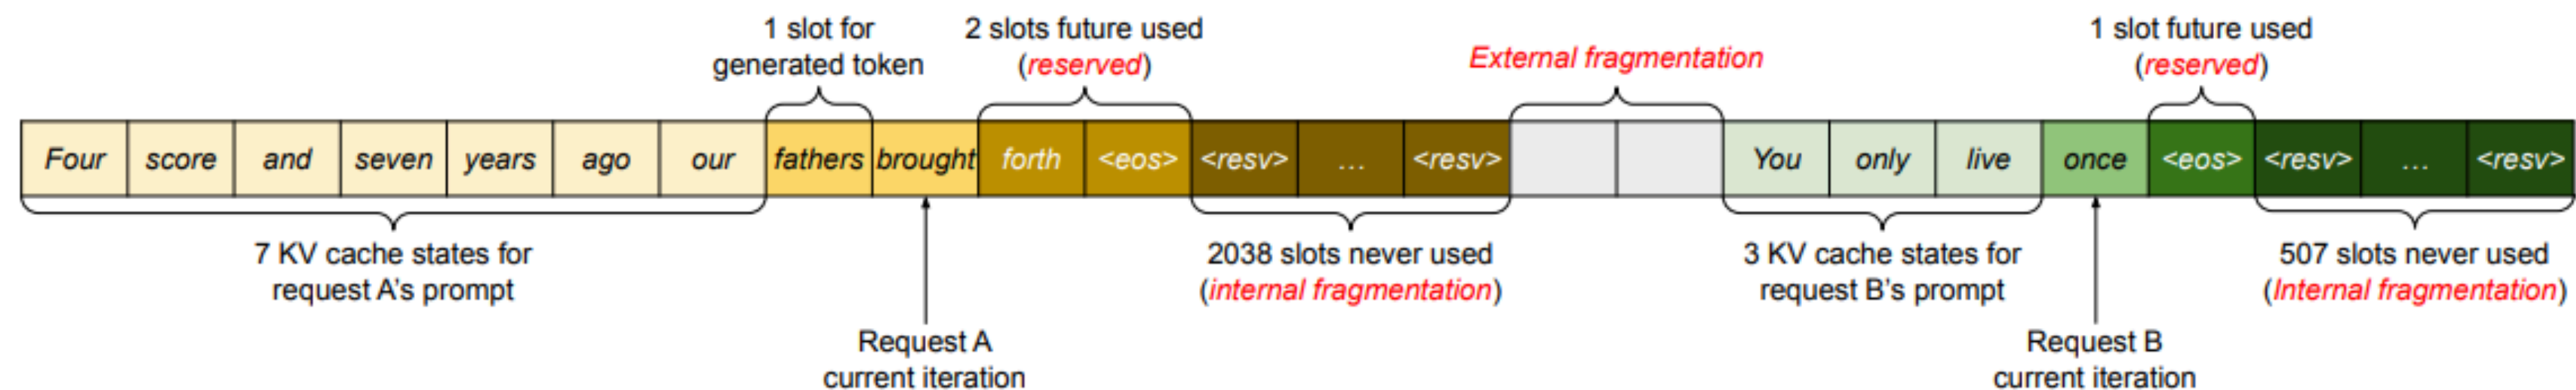 1 slot for
generated token
2 slots future used
(reserved)
External fragmentation
1 slot future used
(reserved)
Four score and seven years ago our fathers brought forth <eos> <resv> ... <resv> You only live once <eos> <resv> ... <resv>
7 KV cache states for
request A's prompt
2038 slots never used
(internal fragmentation)
3 KV cache states for
request B's prompt
507 slots never used
(Internal fragmentation)
Request A
current iteration
Request B
current iteration